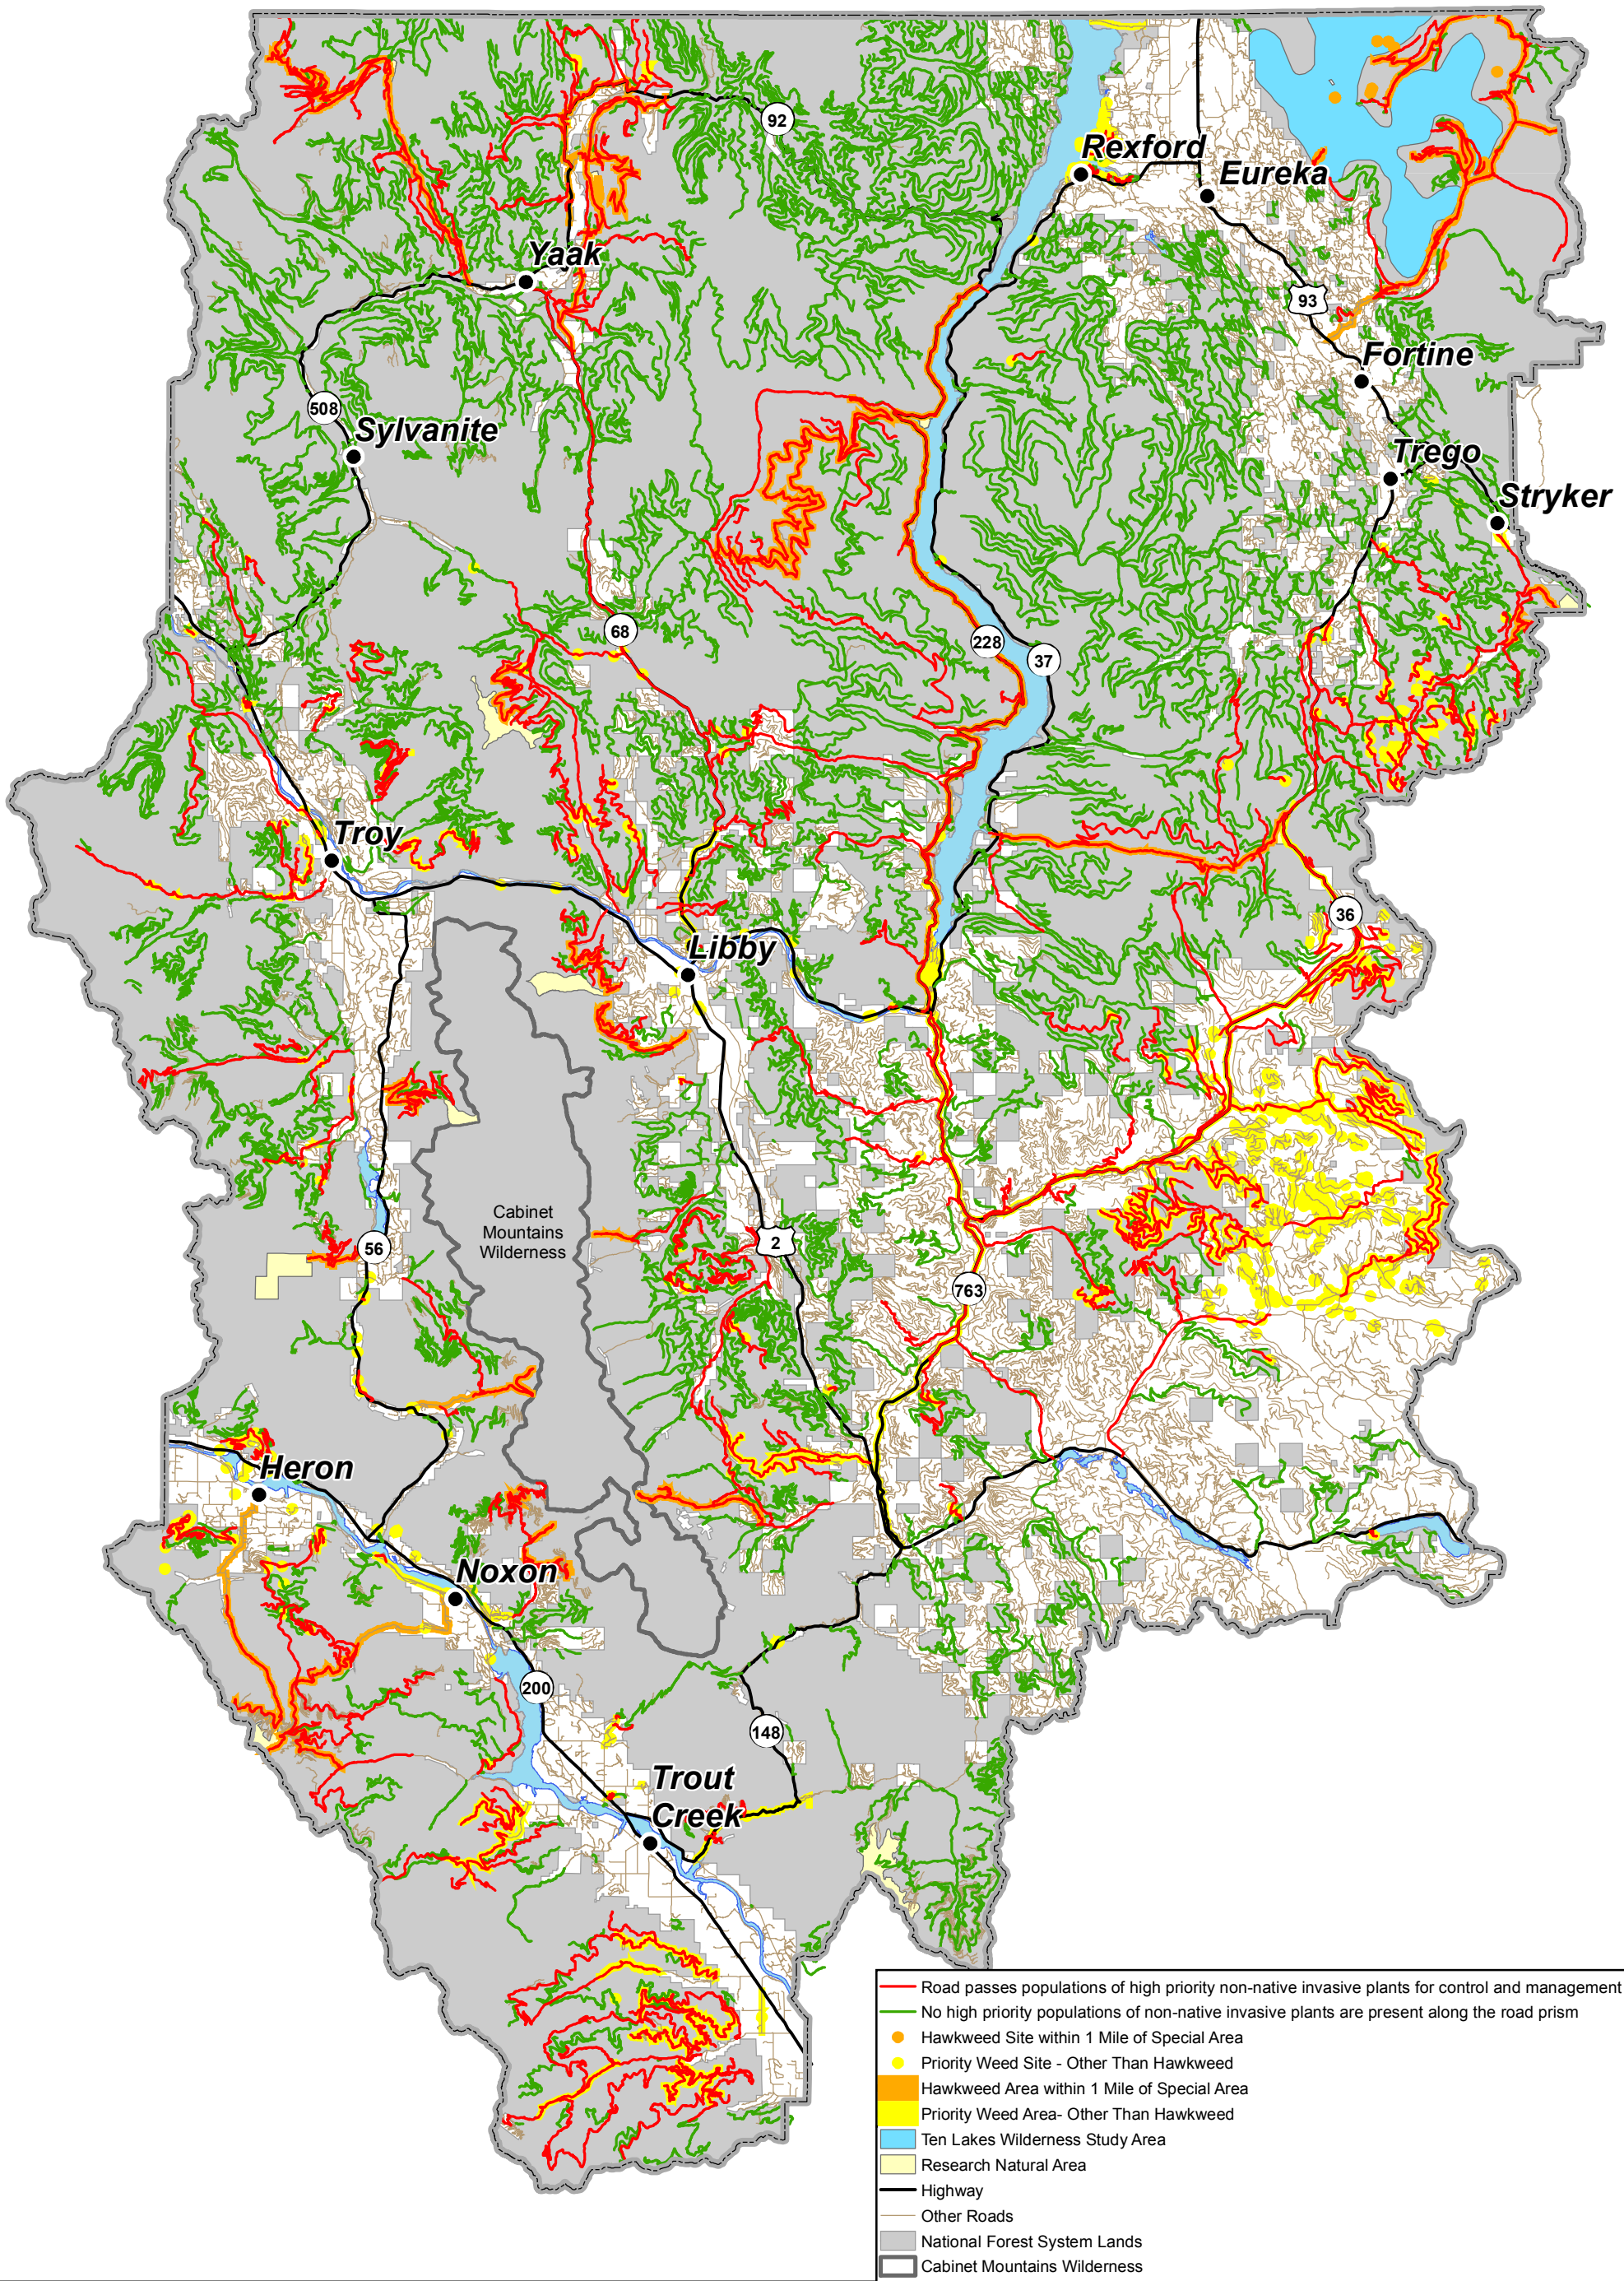 92
Rexford
Eureka
Yaak
93
Fortine
508
Sylvanite
Trego
Stryker
68
228
37
Troy
36
Libby
Cabinet
Mountains
Wilderness
56
2
763
Heron
Noxon
200
148
Trout
Creek
Road passes populations of high priority non-native invasive plants for control and management
No high priority populations of non-native invasive plants are present along the road prism
Hawkweed Site within 1 Mile of Special Area
Priority Weed Site - Other Than Hawkweed
Hawkweed Area within 1 Mile of Special Area
Priority Weed Area- Other Than Hawkweed
Ten Lakes Wilderness Study Area
Research Natural Area
Highway
Other Roads
National Forest System Lands
Cabinet Mountains Wilderness